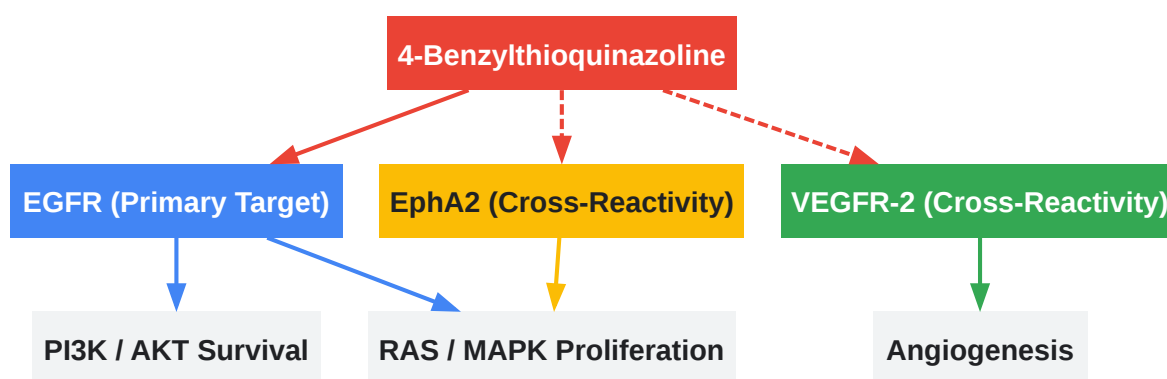 4-Benzylthioquinazoline
EGFR (Primary Target)
EphA2 (Cross-Reactivity)
VEGFR-2 (Cross-Reactivity)
PI3K / AKT Survival
RAS / MAPK Proliferation
Angiogenesis